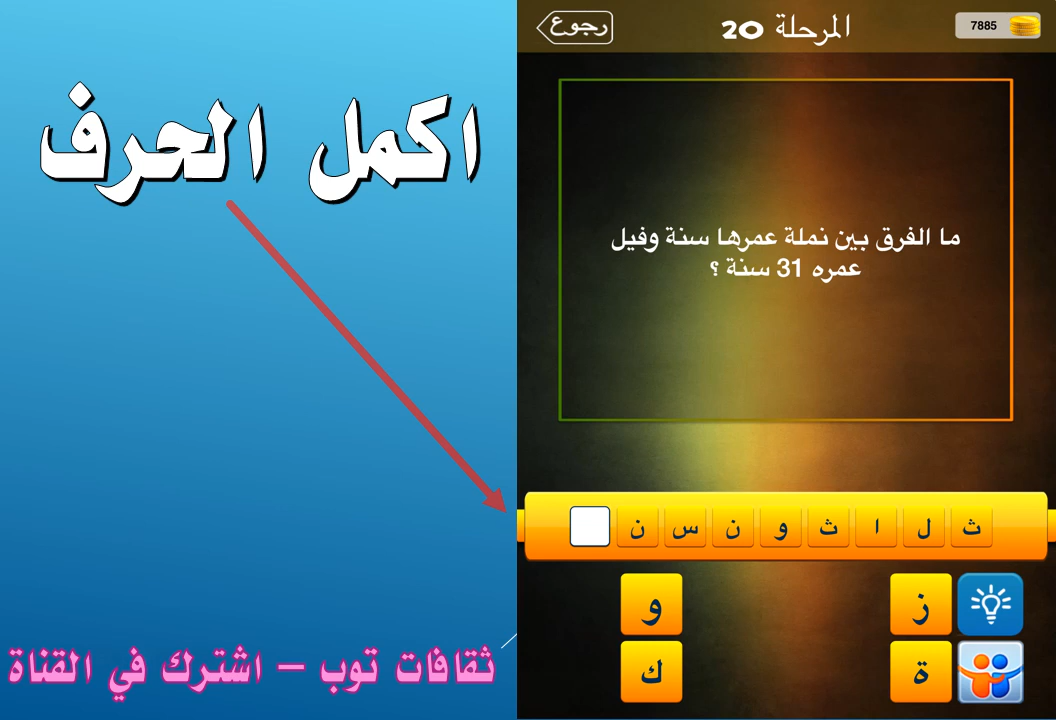 اكمل الحرف
ثقافات توب – اشترك في القناة
رجوع
المرحلة 20
7885
ما الفرق بين نملة عمرها سنة وفيل
عمره 31 سنة ؟
ث ل ا ث و ن س ن
و
ز
ك
ة